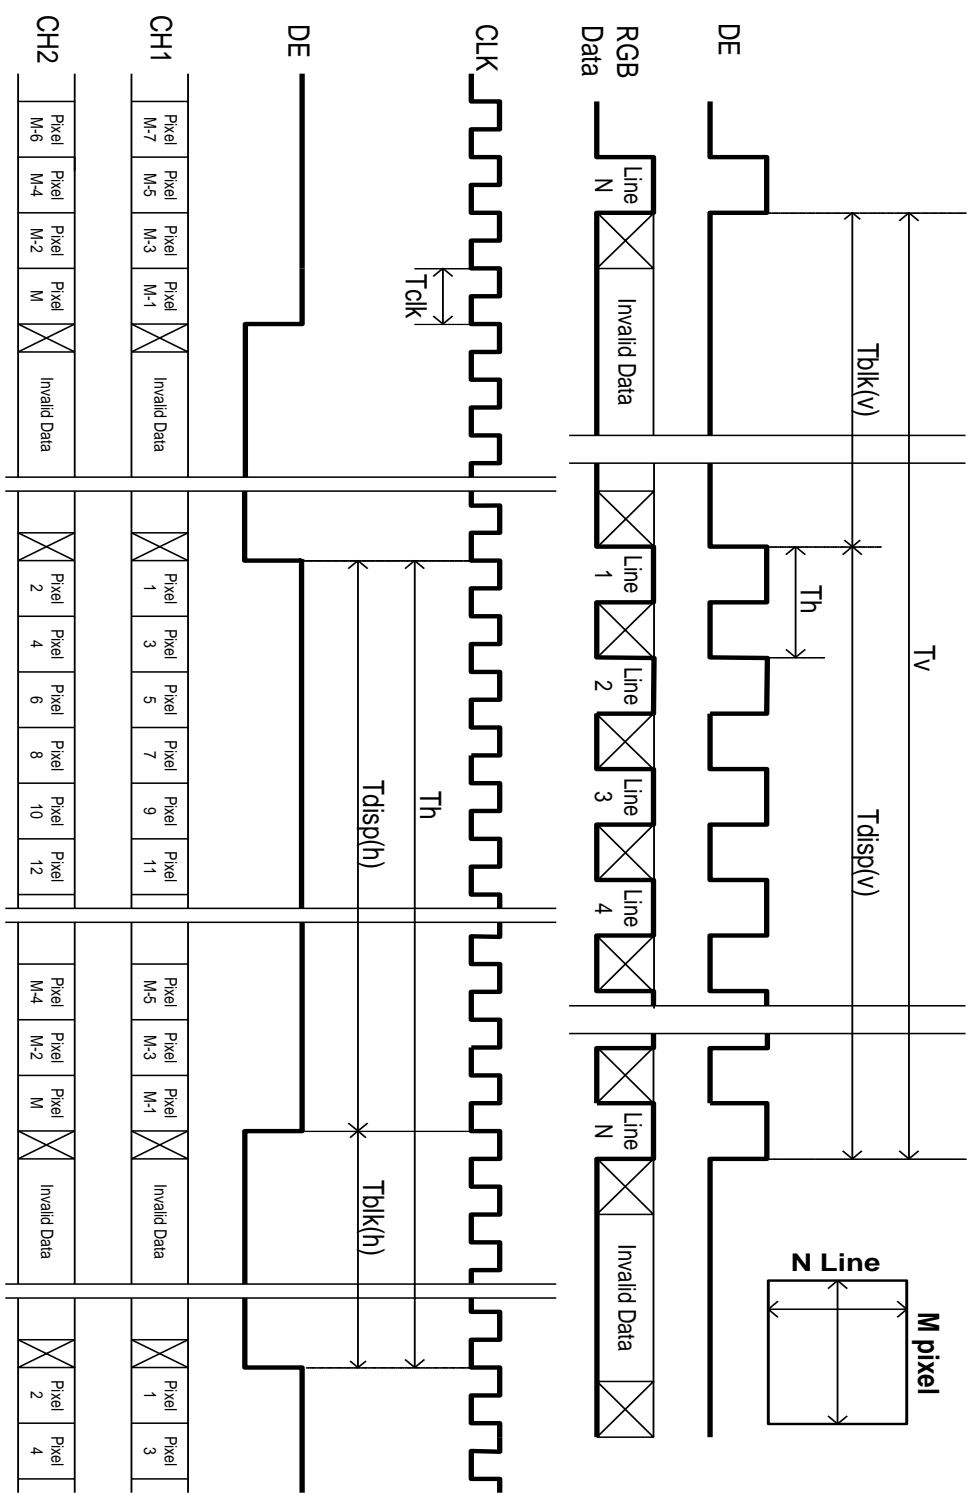 M pixel
N Line
Tv
Tblk(v)
Tdisp(v)
Th
DE
RGB
Data
Line
N
Invalid Data
Line
1
Line
2
Line
3
Line
4
Line
N
Invalid Data
CLK
Tclk
Th
Tdisp(h)
Tblk(h)
DE
CH1
Pixel
M-7
Pixel
M-5
Pixel
M-3
Pixel
M-1
Invalid Data
Pixel
1
Pixel
3
Pixel
5
Pixel
7
Pixel
9
Pixel
11
Pixel
M-5
Pixel
M-3
Pixel
M-1
Invalid Data
Pixel
1
Pixel
3
CH2
Pixel
M-6
Pixel
M-4
Pixel
M-2
Pixel
M
Invalid Data
Pixel
2
Pixel
4
Pixel
6
Pixel
8
Pixel
10
Pixel
12
Pixel
M-4
Pixel
M-2
Pixel
M
Invalid Data
Pixel
2
Pixel
4